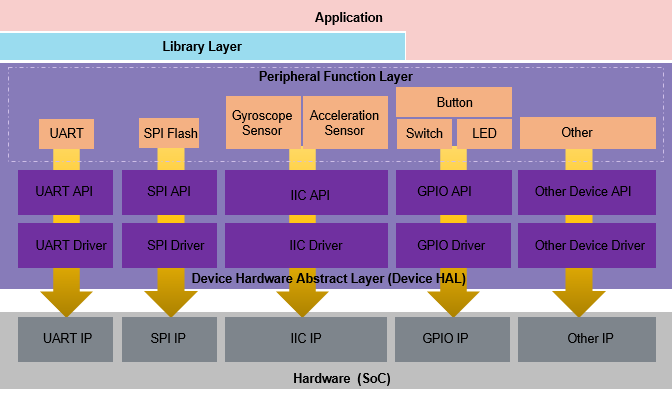 Application
Library Layer
Peripheral Function Layer
UART
SPI Flash
Gyroscope
Sensor
Acceleration
Sensor
Button
Switch
LED
Other
UART API
SPI API
IIC API
GPIO API
Other Device API
UART Driver
SPI Driver
IIC Driver
GPIO Driver
Other Device Driver
Device Hardware Abstract Layer (Device HAL)
UART IP
SPI IP
IIC IP
GPIO IP
Other IP
Hardware (SoC)